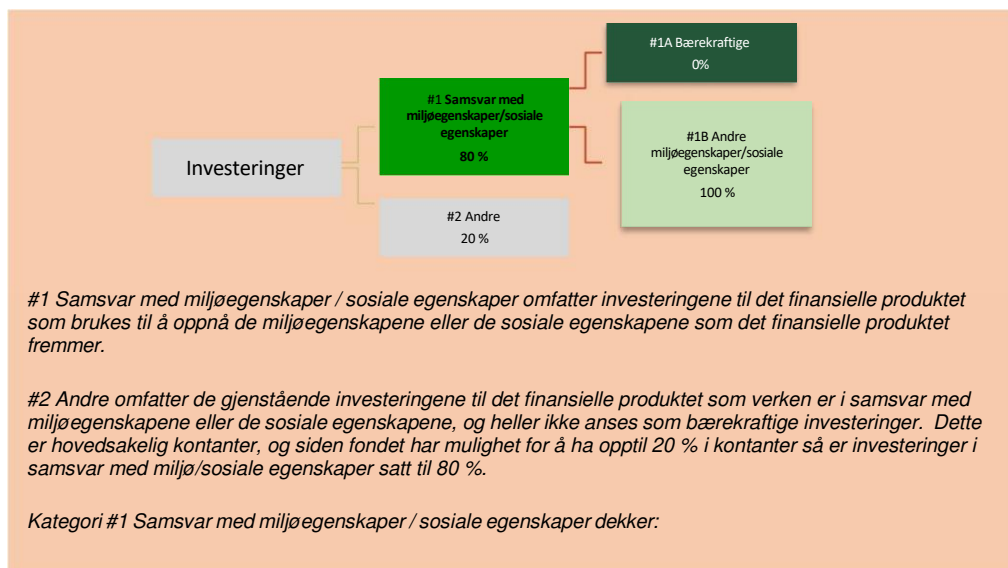 #1A Bærekraftige
0%
#1 Samsvar med
miljøegenskaper/sosiale
egenskaper
80 %
#1B Andre
miljøegenskaper/sosiale
egenskaper
100 %
Investeringer
#2 Andre
20 %
#1 Samsvar med miljøegenskaper / sosiale egenskaper omfatter investeringene til det finansielle produktet
som brukes til å oppnå de miljøegenskapene eller de sosiale egenskapene som det finansielle produktet
fremmer.
#2 Andre omfatter de gjenstående investeringene til det finansielle produktet som verken er i samsvar med
miljøegenskapene eller de sosiale egenskapene, og heller ikke anses som bærekraftige investeringer. Dette
er hovedsakelig kontanter, og siden fondet har mulighet for å ha opptil 20 % i kontanter så er investeringer i
samsvar med miljø/sosiale egenskaper satt til 80 %.
Kategori #1 Samsvar med miljøegenskaper / sosiale egenskaper dekker: